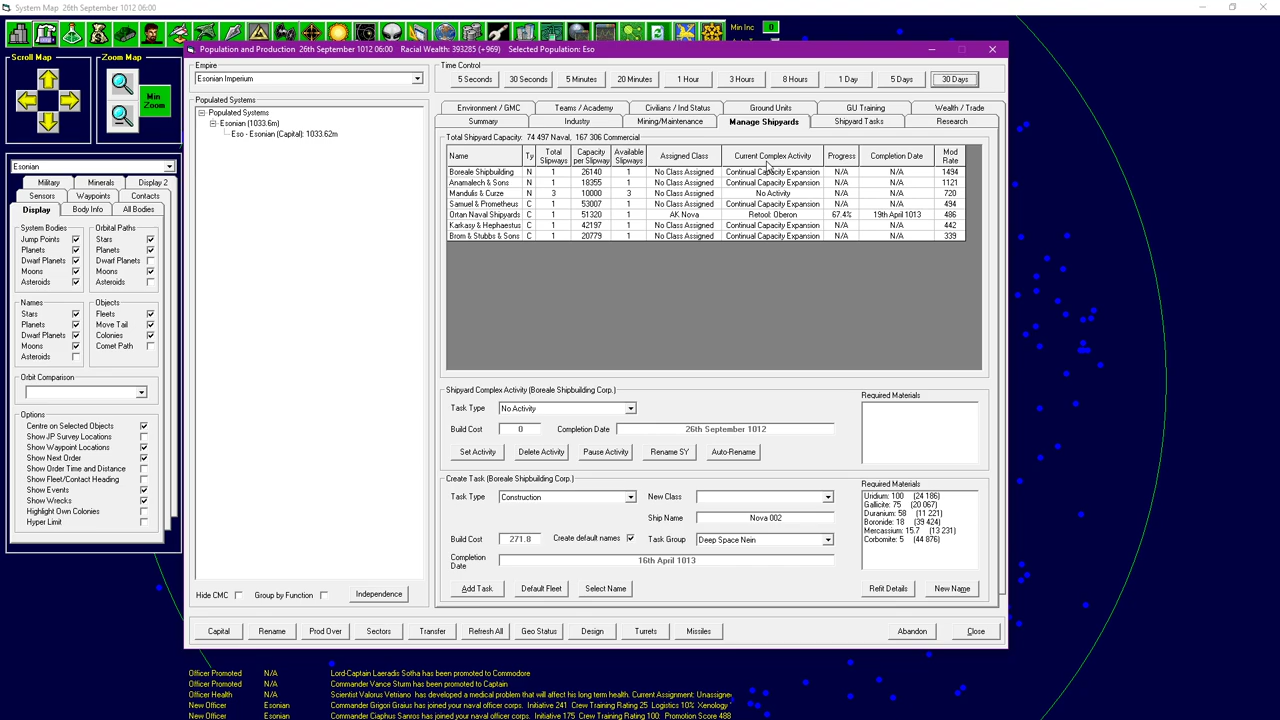 System Map 26th September 1012 06:00
Min Inc 0
Scroll Map
Zoom Map
Min Zoom
Esonian
Military Minerals Display 2
Sensors Waypoints Contacts
Display Body Info All Bodies
System Bodies
Jump Points
Planets
Dwarf Planets
Moons
Asteroids
Orbital Paths
Stars
Planets
Dwarf Planets
Moons
Asteroids
Names
Stars
Planets
Dwarf Planets
Moons
Asteroids
Objects
Fleets
Move Tail
Colonies
Comet Path
Orbit Comparison
Options
Centre on Selected Objects
Show JP Survey Locations
Show Waypoint Locations
Show Next Order
Show Order Time and Distance
Show Fleet/Contact Heading
Show Events
Show Wrecks
Highlight Own Colonies
Hyper Limit
Population and Production 26th September 1012 06:00 Racial Wealth: 393285 (+969) Selected Population: Eso
Empire
Esonian Imperium
Populated Systems
Populated Systems
Esonian (1033.6m)
Eso - Esonian (Capital): 1033.62m
Hide CMC Group by Function Independence
Time Control
5 Seconds 30 Seconds 5 Minutes 20 Minutes 1 Hour 3 Hours 8 Hours 1 Day 5 Days 30 Days
Environment / GMC Teams / Academy Civilians / Ind Status Ground Units GU Training Wealth / Trade
Summary Industry Mining/Maintenance Manage Shipyards Shipyard Tasks Research
Total Shipyard Capacity: 74 497 Naval, 167 306 Commercial
Name Ty Total Slipways Capacity per Slipway Available Slipways Assigned Class Current Complex Activity Progress Completion Date Mod Rate
Boreale Shipbuilding N 1 26140 1 No Class Assigned Continual Capacity Expansion N/A N/A 1494
Anamalech & Sons N 1 18355 1 No Class Assigned Continual Capacity Expansion N/A N/A 1121
Mandulis & Curze N 3 10000 3 No Class Assigned No Activity N/A N/A 720
Samuel & Prometheus C 1 53007 1 No Class Assigned Continual Capacity Expansion N/A N/A 494
Ortan Naval Shipyards C 1 51320 1 AK Nova Retool: Oberon 67.4% 19th April 1013 486
Karkasy & Hephaestus C 1 42197 1 No Class Assigned Continual Capacity Expansion N/A N/A 442
Brom & Stubbs & Sons C 1 20779 1 No Class Assigned Continual Capacity Expansion N/A N/A 339
Shipyard Complex Activity (Boreale Shipbuilding Corp.)
Task Type No Activity
Build Cost 0 Completion Date 26th September 1012
Set Activity Delete Activity Pause Activity Rename SY Auto-Rename
Required Materials
Create Task (Boreale Shipbuilding Corp.)
Task Type Construction New Class
Ship Name Nova 002
Build Cost 271.8 Create default names Task Group Deep Space Nein
Completion Date 16th April 1013
Add Task Default Fleet Select Name Refit Details New Name
Required Materials
Uridium: 100 (24 186)
Gallicite: 75 (20 067)
Duranium: 58 (11 221)
Boronide: 18 (39 424)
Mercassium: 15.7 (13 231)
Corbomite: 5 (44 876)
Capital Rename Prod Over Sectors Transfer Refresh All Geo Status Design Turrets Missiles Abandon Close
Officer Promoted N/A Lord-Captain Laeradis Sotha has been promoted to Commodore
Officer Promoted N/A Commander Vance Sturm has been promoted to Captain
Officer Health N/A Scientist Valorus Vetriano has developed a medical problem that will affect his long term health. Current Assignment: Unassigne
New Officer Esonian Commander Grigori Graius has joined your naval officer corps. Initiative 241 Crew Training Rating 25 Logistics 10% Xenology
New Officer Esonian Commander Ciaphus Sanros has joined your naval officer corps. Initiative 175 Crew Training Rating 100 Promotion Score 488